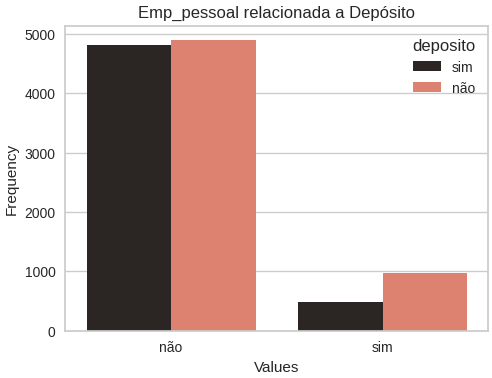 Emp_pessoal relacionada a Depósito
deposito
sim
não
Frequency
5000
4000
3000
2000
1000
0
não
sim
Values